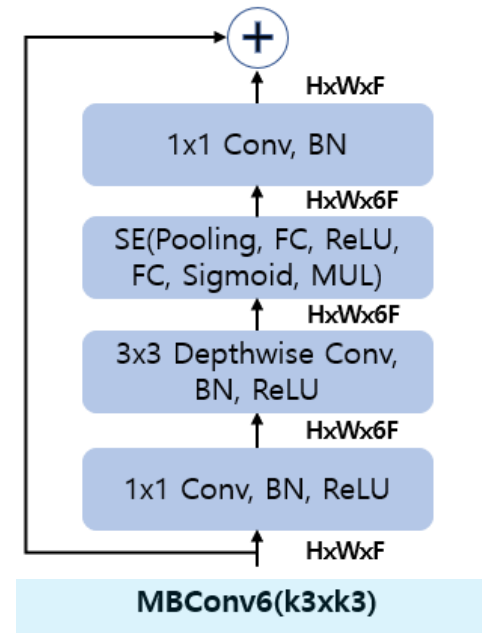 +
HxWxF
1x1 Conv, BN
HxWx6F
SE(Pooling, FC, ReLU,
FC, Sigmoid, MUL)
HxWx6F
3x3 Depthwise Conv,
BN, ReLU
HxWx6F
1x1 Conv, BN, ReLU
HxWxF
MBConv6(k3xk3)